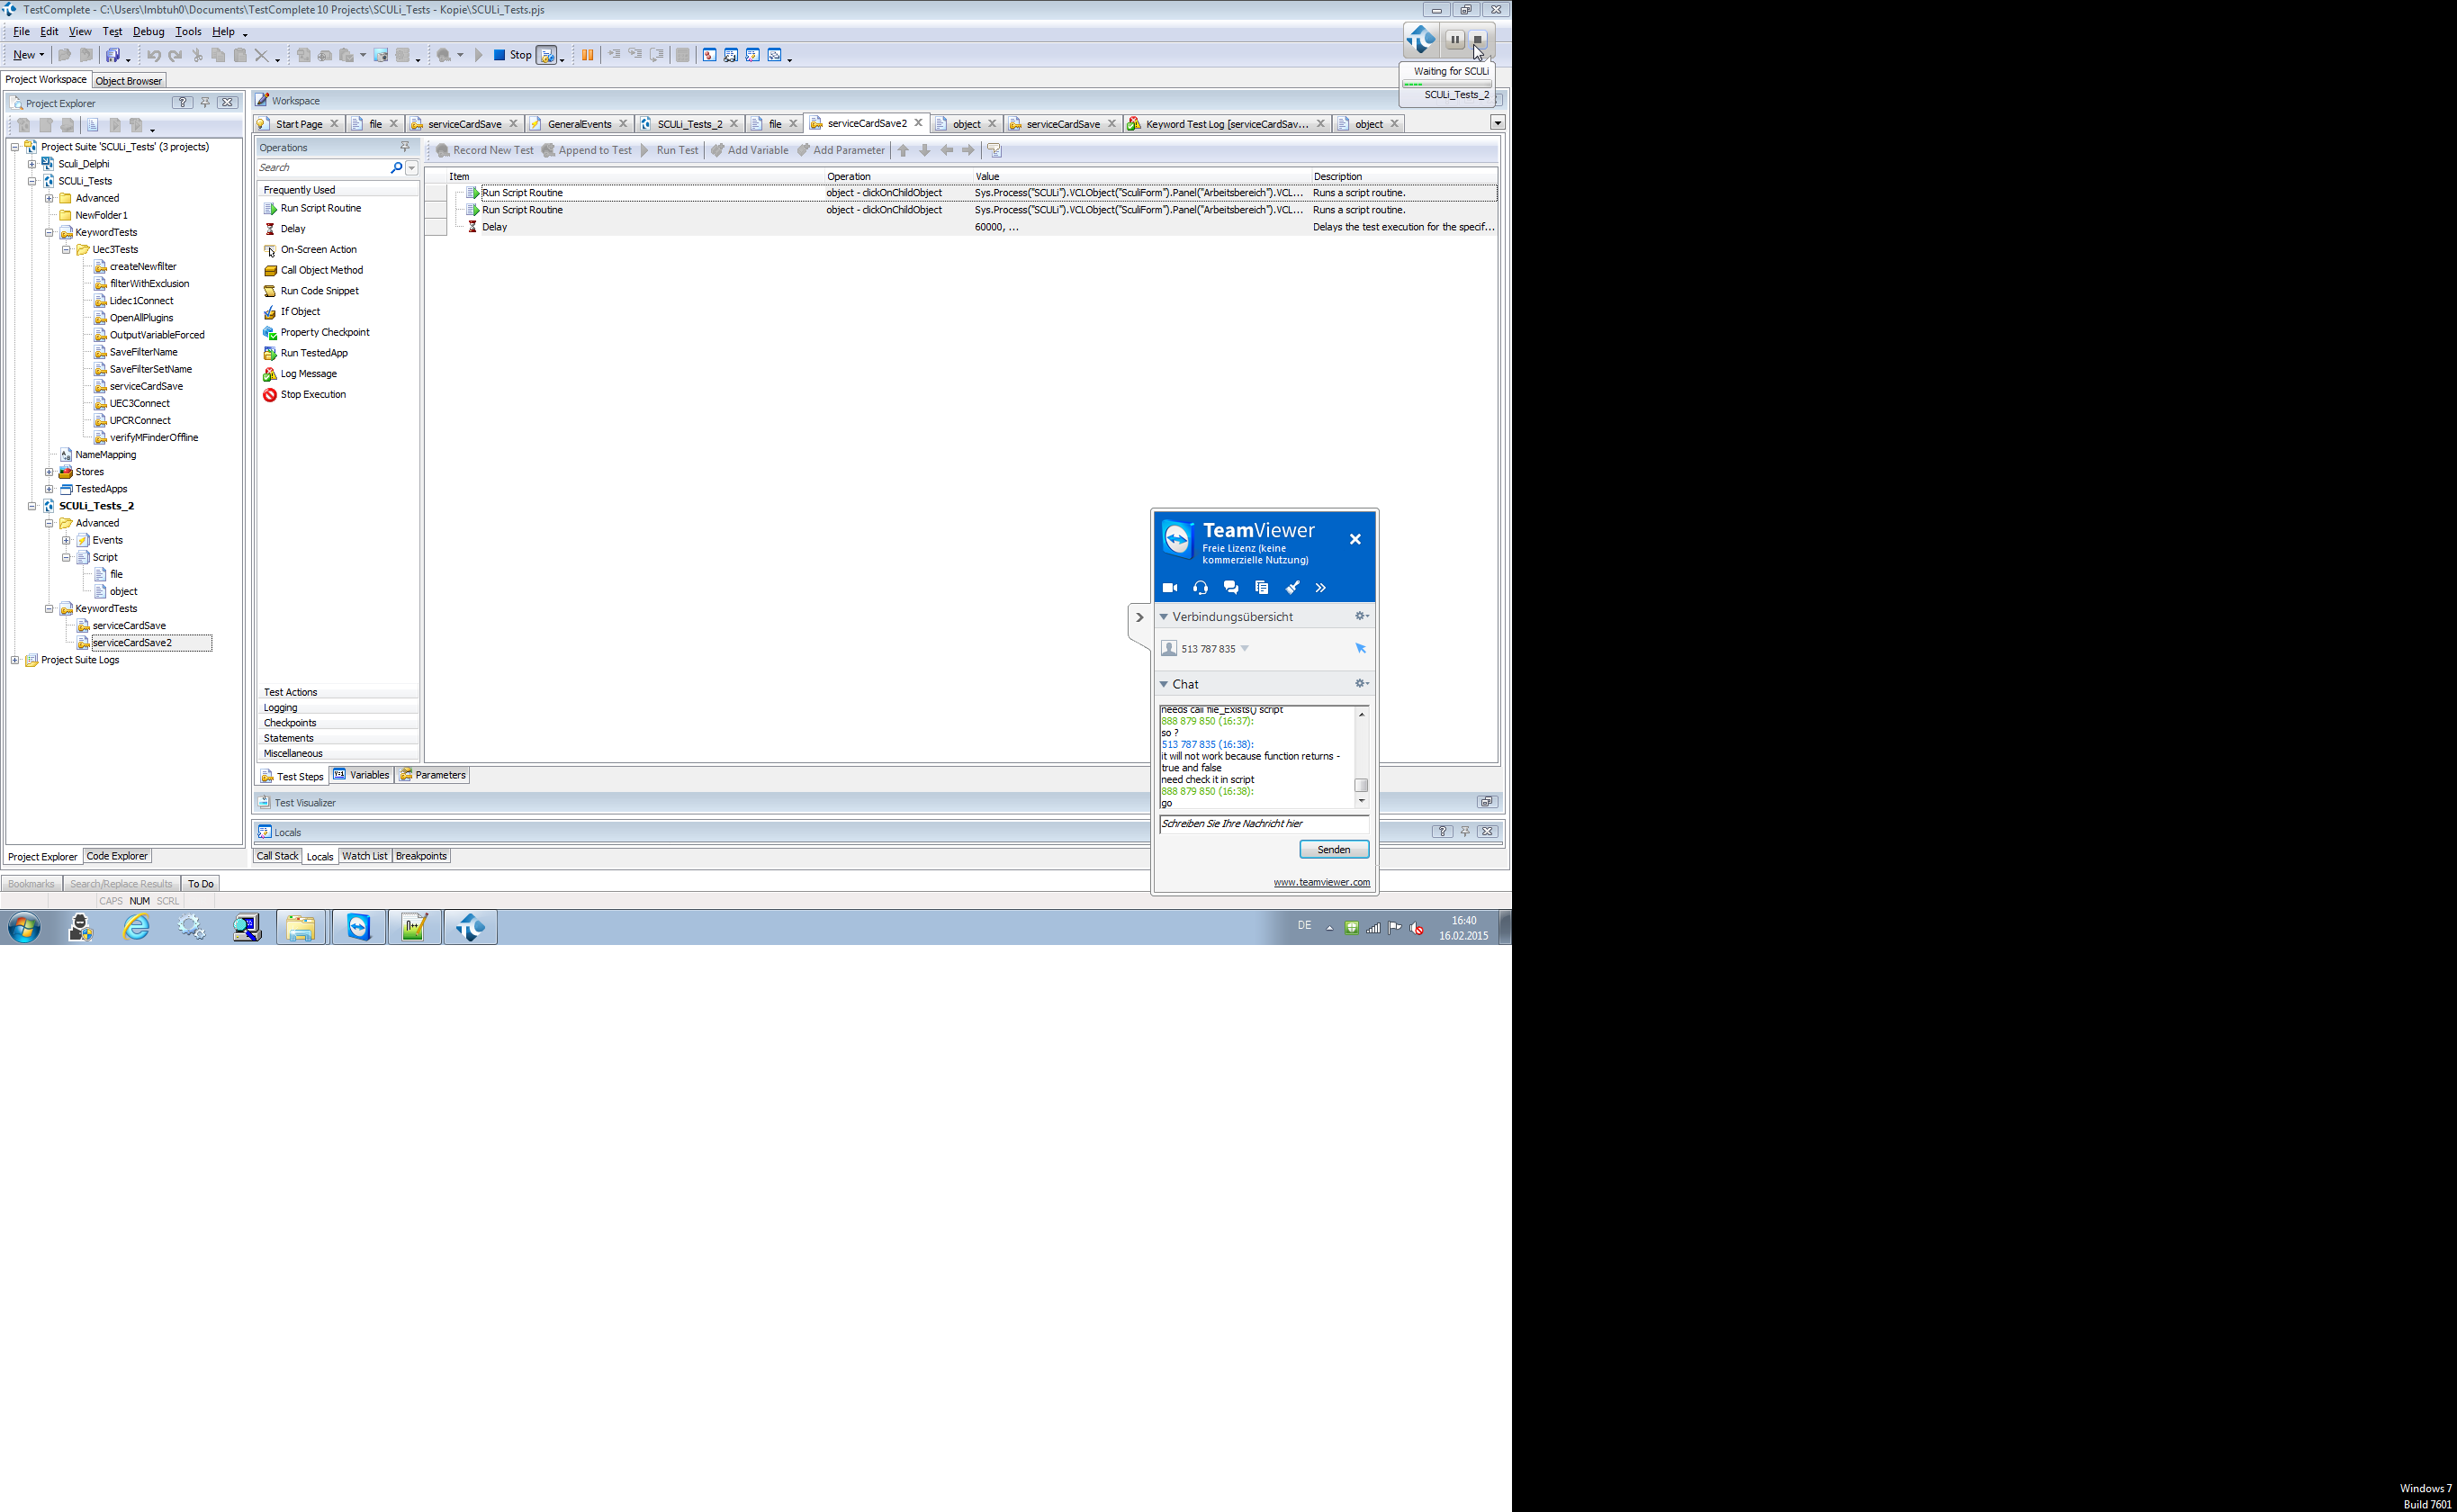 TestComplete - C:\Users\lmbtuh0\Documents\TestComplete 10 Projects\SCULi_Tests - Kopie\SCULi_Tests.pjs
File Edit View Test Debug Tools Help
New Stop
Waiting for SCULi
SCULi_Tests_2
Project Workspace Object Browser
Project Explorer
Workspace
Start Page file serviceCardSave GeneralEvents SCULi_Tests_2 file serviceCardSave2 object serviceCardSave Keyword Test Log [serviceCardSav... object
Project Suite 'SCULi_Tests' (3 projects)
Sculi_Delphi
SCULi_Tests
Advanced
NewFolder1
KeywordTests
Uec3Tests
createNewfilter
filterWithExclusion
Lidec1Connect
OpenAllPlugins
OutputVariableForced
SaveFilterName
SaveFilterSetName
serviceCardSave
UEC3Connect
UPCRConnect
verifyMFinderOffline
NameMapping
Stores
TestedApps
SCULi_Tests_2
Advanced
Events
Script
file
object
KeywordTests
serviceCardSave
serviceCardSave2
Project Suite Logs
Project Explorer Code Explorer
Operations
Search
Frequently Used
Run Script Routine
Delay
On-Screen Action
Call Object Method
Run Code Snippet
If Object
Property Checkpoint
Run TestedApp
Log Message
Stop Execution
Test Actions
Logging
Checkpoints
Statements
Miscellaneous
Record New Test Append to Test Run Test Add Variable Add Parameter
Item Operation Value Description
Run Script Routine object - clickOnChildObject Sys.Process("SCULi").VCLObject("SculiForm").Panel("Arbeitsbereich").VCL... Runs a script routine.
Run Script Routine object - clickOnChildObject Sys.Process("SCULi").VCLObject("SculiForm").Panel("Arbeitsbereich").VCL... Runs a script routine.
Delay 60000, ... Delays the test execution for the specif...
Test Steps Variables Parameters
Test Visualizer
Locals
Call Stack Locals Watch List Breakpoints
TeamViewer
Freie Lizenz (keine
kommerzielle Nutzung)
Verbindungsübersicht
513 787 835
Chat
needs call file_Exists() script
888 879 850 (16:37):
so ?
513 787 835 (16:38):
it will not work because function returns -
true and false
need check it in script
888 879 850 (16:38):
go
Schreiben Sie Ihre Nachricht hier
Senden
www.teamviewer.com
Bookmarks Search/Replace Results To Do
CAPS NUM SCRL
DE
16:40
16.02.2015
Windows 7
Build 7601